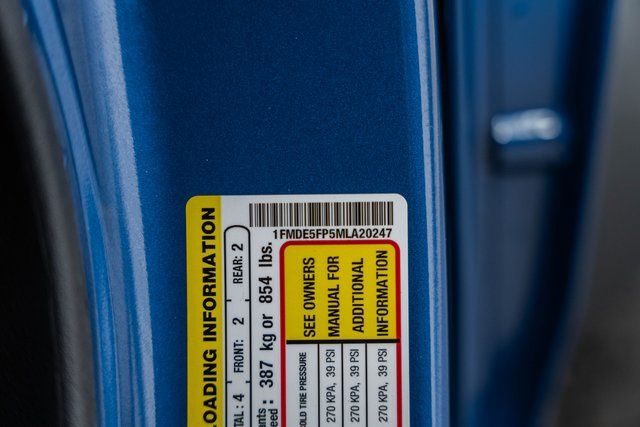 1FMDE5FP5MLA20247
LOADING INFORMATION
TAL: 4 FRONT: 2 REAR: 2
387 kg or 854 lbs.
SEE OWNERS
MANUAL FOR
ADDITIONAL
INFORMATION
COLD TIRE PRESSURE
270 KPA, 39 PSI
270 KPA, 39 PSI
270 KPA, 39 PSI